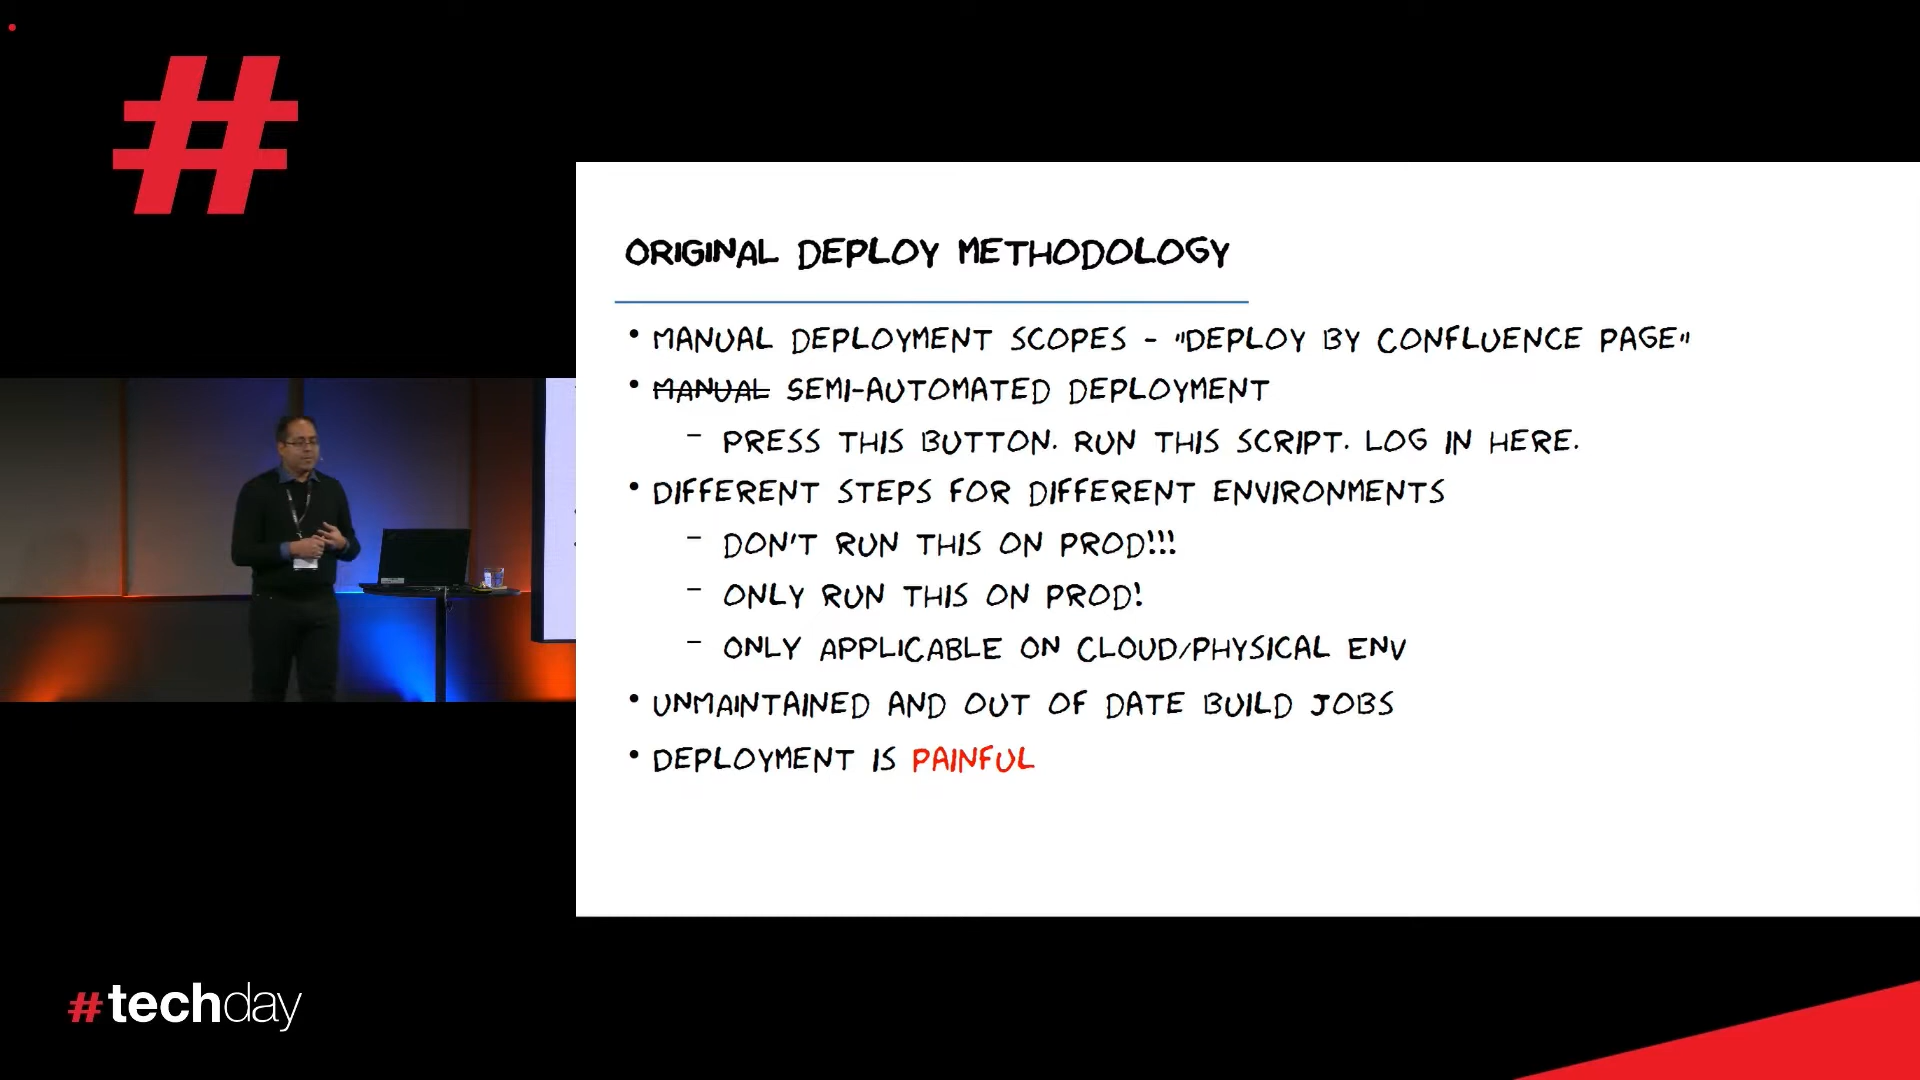 #
ORIGINAL DEPLOY METHODOLOGY
• MANUAL DEPLOYMENT SCOPES - "DEPLOY BY CONFLUENCE PAGE"
• MANUAL SEMI-AUTOMATED DEPLOYMENT
- PRESS THIS BUTTON. RUN THIS SCRIPT. LOG IN HERE.
• DIFFERENT STEPS FOR DIFFERENT ENVIRONMENTS
- DON'T RUN THIS ON PROD!!!
- ONLY RUN THIS ON PROD!
- ONLY APPLICABLE ON CLOUD/PHYSICAL ENV
• UNMAINTAINED AND OUT OF DATE BUILD JOBS
• DEPLOYMENT IS PAINFUL
#techday